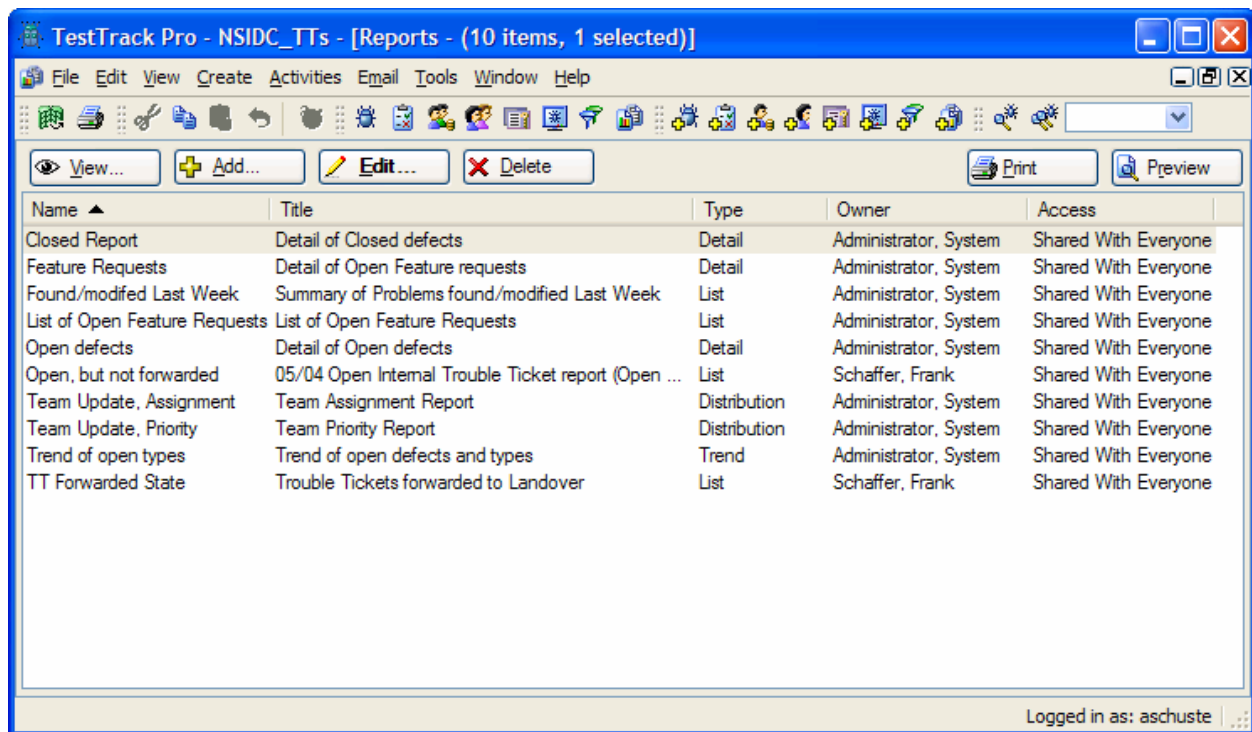 TestTrack Pro - NSIDC_TTs - [Reports - (10 items, 1 selected)]
File Edit View Create Activities Email Tools Window Help
View... Add... Edit... Delete Print Preview
Name Title Type Owner Access
Closed Report Detail of Closed defects Detail Administrator, System Shared With Everyone
Feature Requests Detail of Open Feature requests Detail Administrator, System Shared With Everyone
Found/modifed Last Week Summary of Problems found/modified Last Week List Administrator, System Shared With Everyone
List of Open Feature Requests List of Open Feature Requests List Administrator, System Shared With Everyone
Open defects Detail of Open defects Detail Administrator, System Shared With Everyone
Open, but not forwarded 05/04 Open Internal Trouble Ticket report (Open ... List Schaffer, Frank Shared With Everyone
Team Update, Assignment Team Assignment Report Distribution Administrator, System Shared With Everyone
Team Update, Priority Team Priority Report Distribution Administrator, System Shared With Everyone
Trend of open types Trend of open defects and types Trend Administrator, System Shared With Everyone
TT Forwarded State Trouble Tickets forwarded to Landover List Schaffer, Frank Shared With Everyone
Logged in as: aschuste